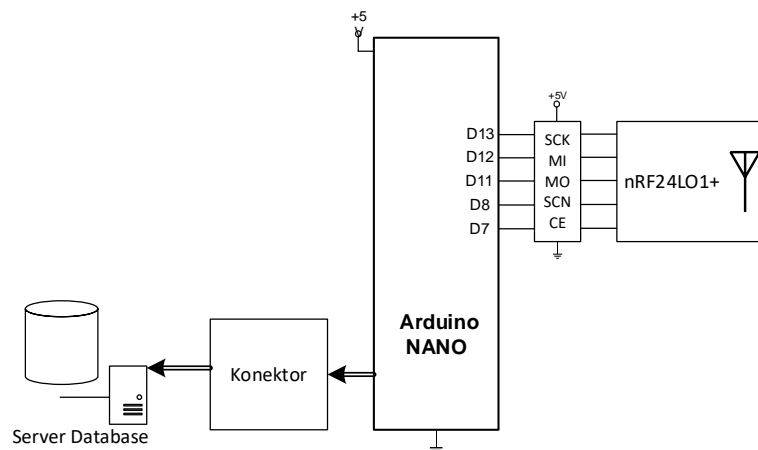 +5
V
+5V
D13
SCK
D12
MI
nRF24LO1+
D11
MO
D8
SCN
D7
CE
Arduino
NANO
Konektor
Server Database